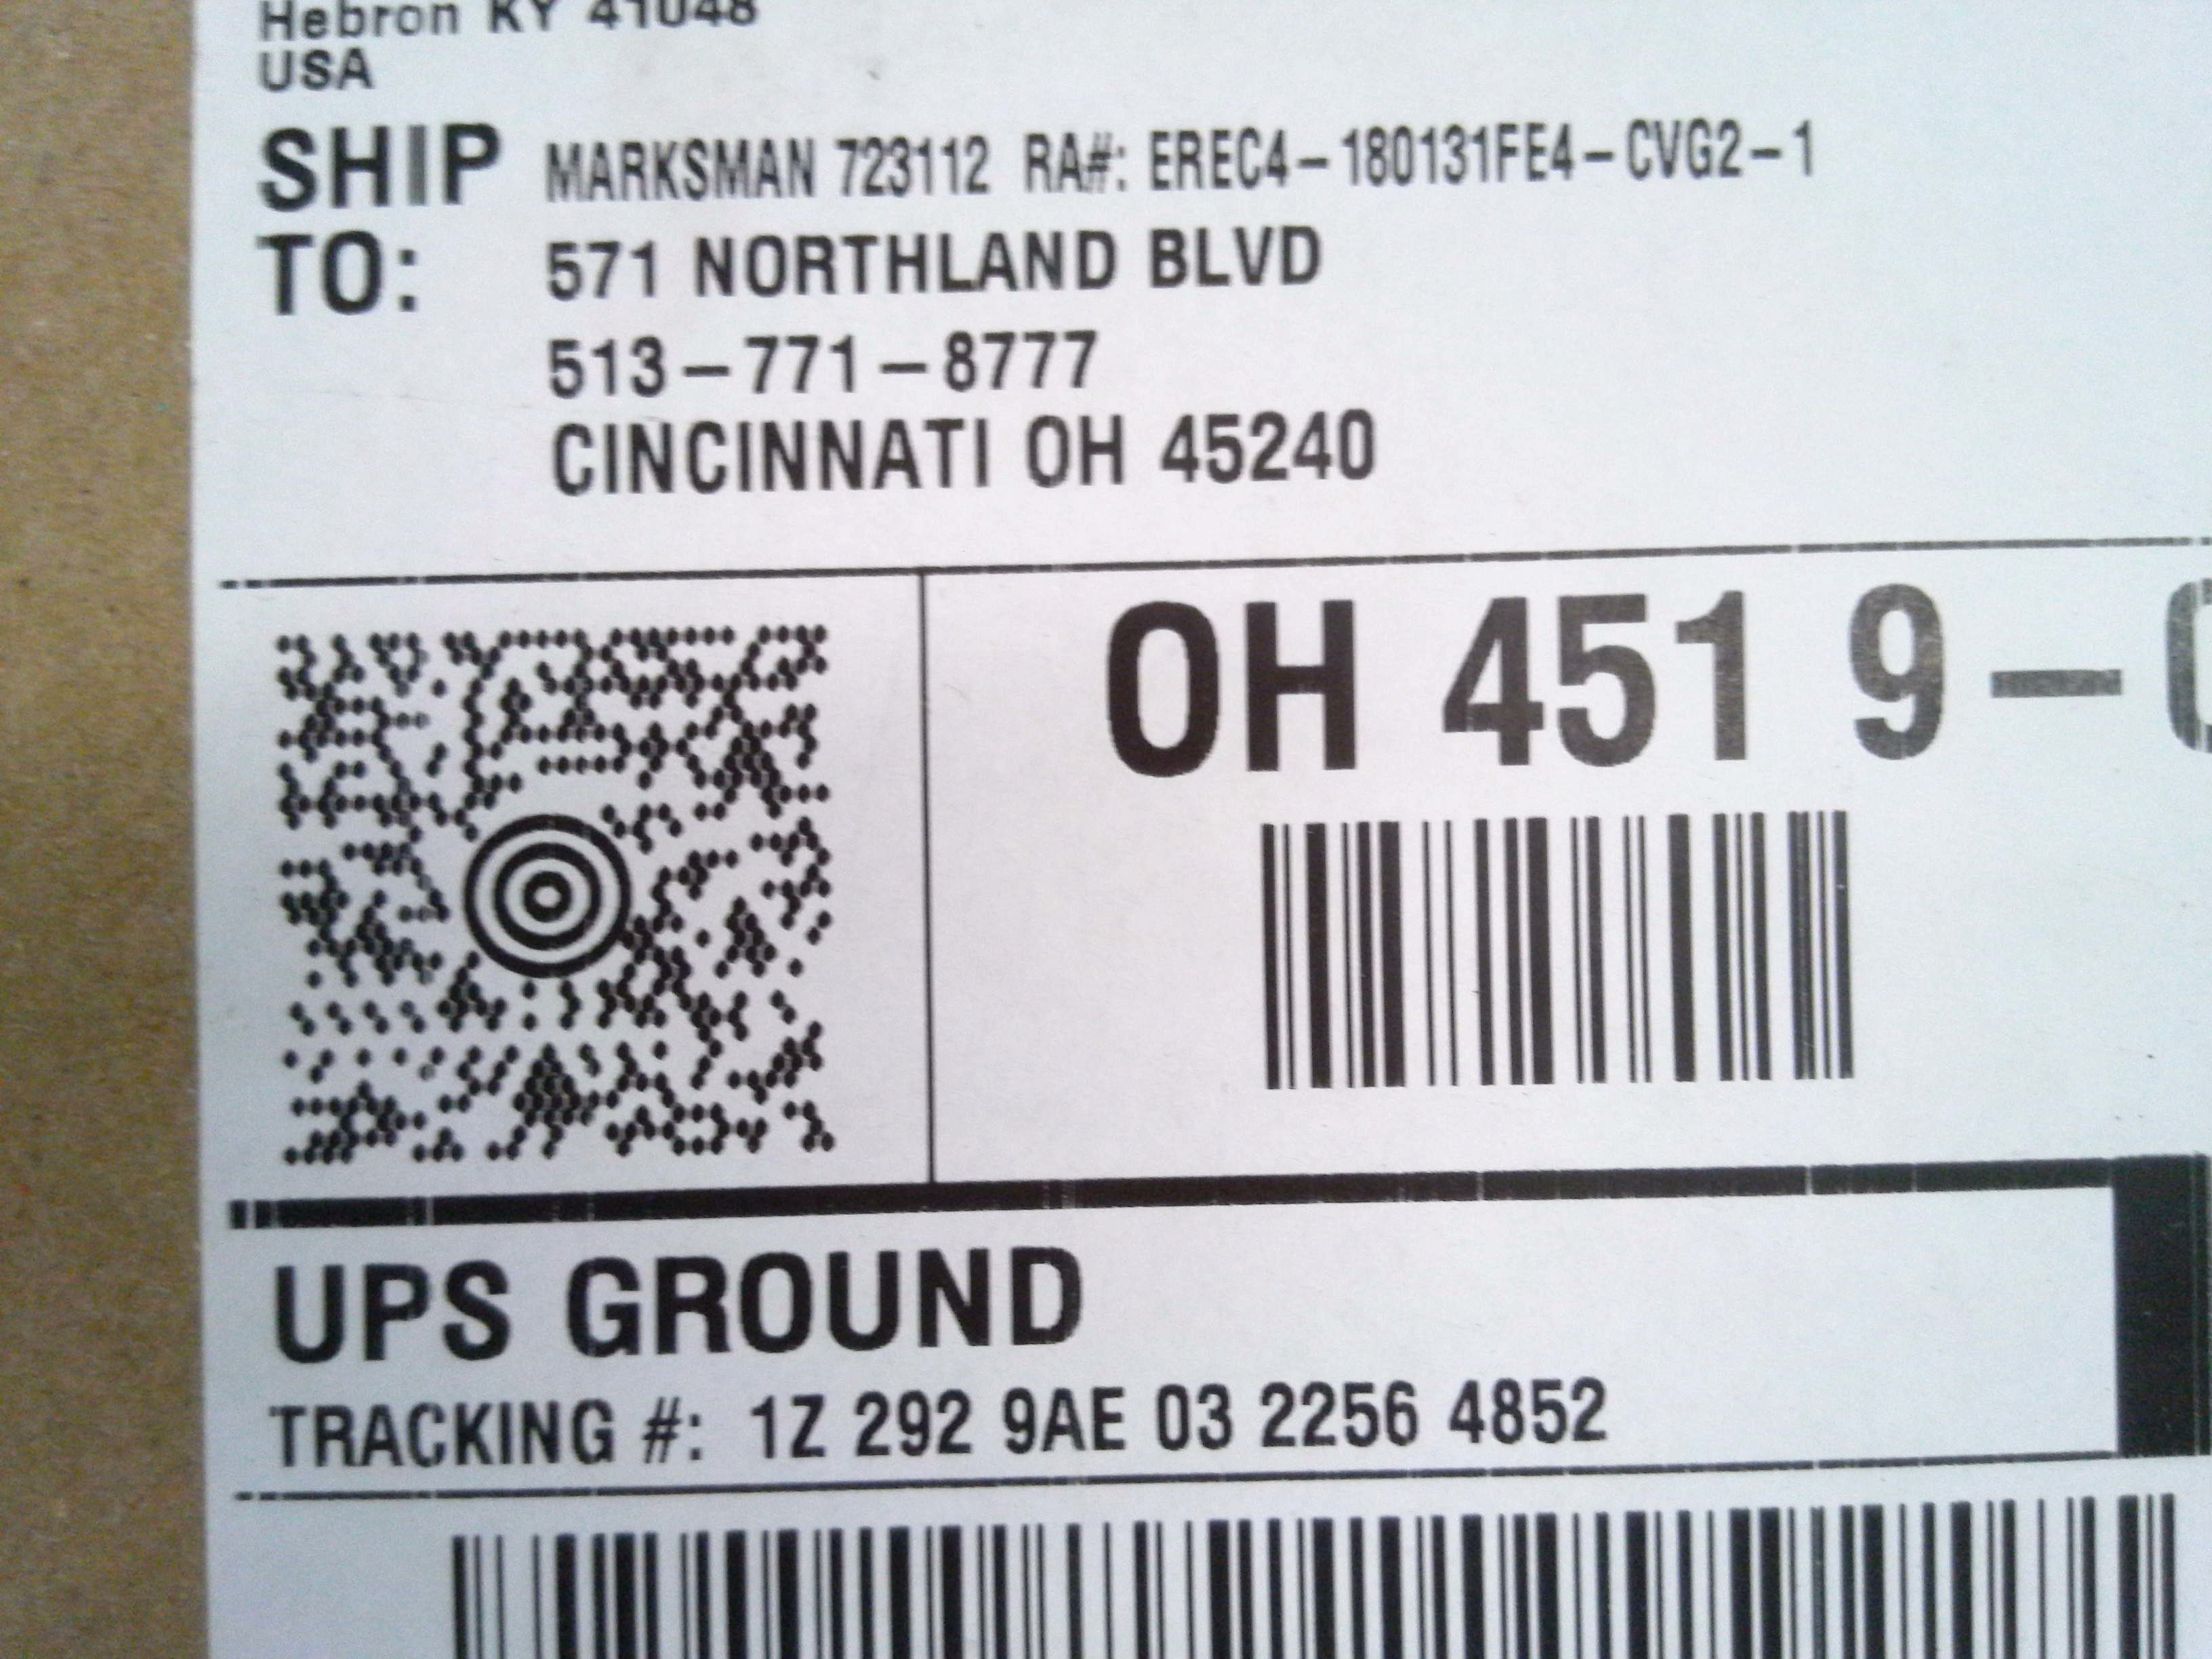 Hebron KY 41048
USA
SHIP TO:
MARKSMAN 723112 RA#: EREC4-180131FE4-CVG2-1
571 NORTHLAND BLVD
513-771-8777
CINCINNATI OH 45240
OH 451 9-
UPS GROUND
TRACKING #: 1Z 292 9AE 03 2256 4852